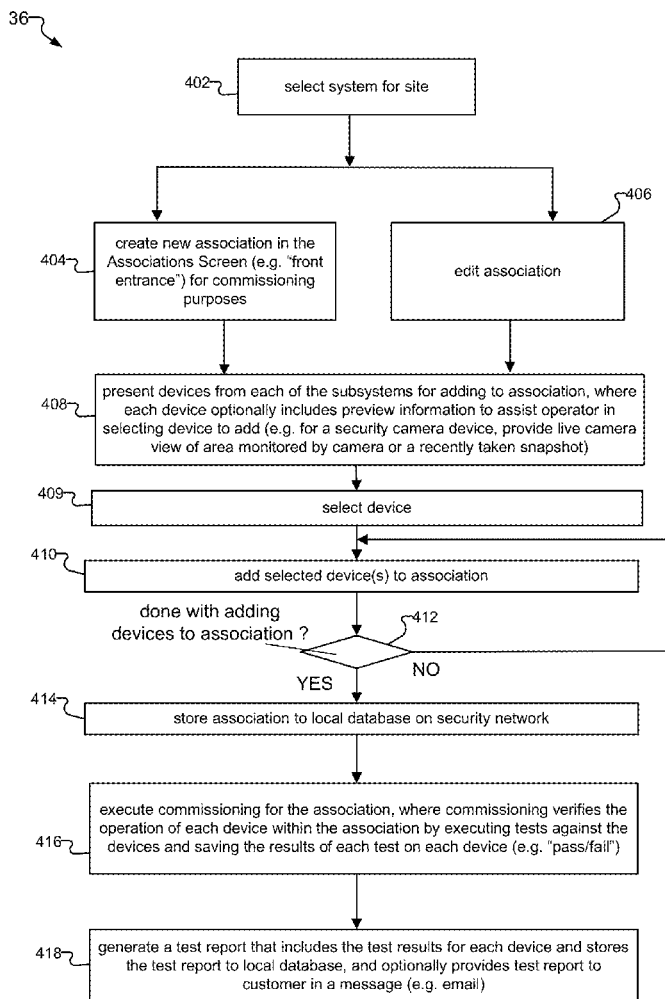 36
402
select system for site
406
404
create new association in the
Associations Screen (e.g. “front
entrance”) for commissioning
purposes
edit association
408
present devices from each of the subsystems for adding to association, where
each device optionally includes preview information to assist operator in
selecting device to add (e.g. for a security camera device, provide live camera
view of area monitored by camera or a recently taken snapshot)
409
select device
410
add selected device(s) to association
done with adding
devices to association ?
412
YES
NO
414
store association to local database on security network
416
execute commissioning for the association, where commissioning verifies the
operation of each device within the association by executing tests against the
devices and saving the results of each test on each device (e.g. “pass/fail”)
418
generate a test report that includes the test results for each device and stores
the test report to local database, and optionally provides test report to
customer in a message (e.g. email)